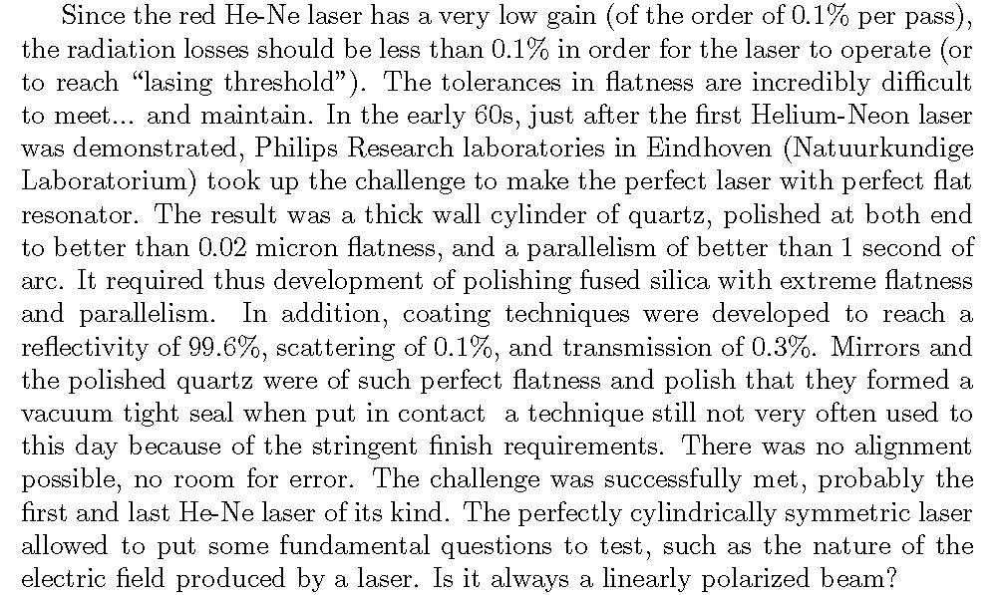 Since the red He-Ne laser has a very low gain (of the order of 0.1% per pass),
the radiation losses should be less than 0.1% in order for the laser to operate (or
to reach “lasing threshold”). The tolerances in flatness are incredibly difficult
to meet... and maintain. In the early 60s, just after the first Helium-Neon laser
was demonstrated, Philips Research laboratories in Eindhoven (Natuurkundige
Laboratorium) took up the challenge to make the perfect laser with perfect flat
resonator. The result was a thick wall cylinder of quartz, polished at both end
to better than 0.02 micron flatness, and a parallelism of better than 1 second of
arc. It required thus development of polishing fused silica with extreme flatness
and parallelism. In addition, coating techniques were developed to reach a
reflectivity of 99.6%, scattering of 0.1%, and transmission of 0.3%. Mirrors and
the polished quartz were of such perfect flatness and polish that they formed a
vacuum tight seal when put in contact a technique still not very often used to
this day because of the stringent finish requirements. There was no alignment
possible, no room for error. The challenge was successfully met, probably the
first and last He-Ne laser of its kind. The perfectly cylindrically symmetric laser
allowed to put some fundamental questions to test, such as the nature of the
electric field produced by a laser. Is it always a linearly polarized beam?